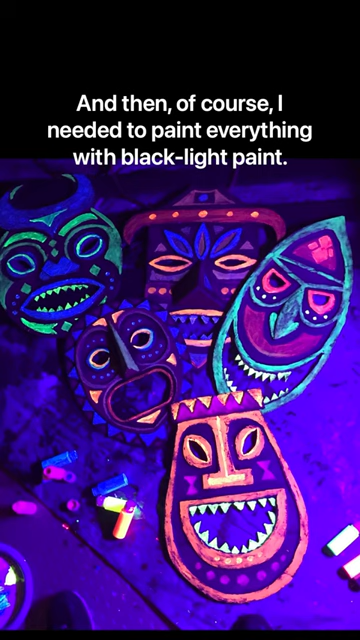 And then, of course, I
needed to paint everything
with black-light paint.